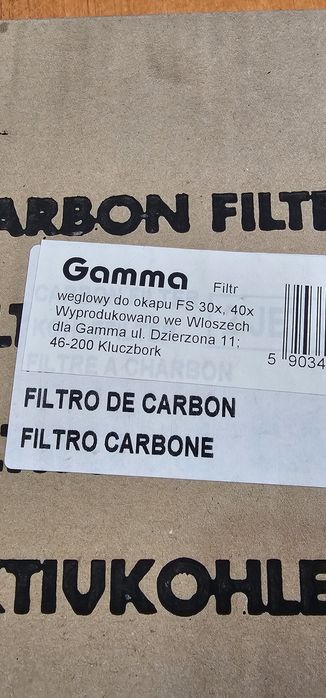 CARBON FILT
Gamma Filtr
weglowy do okapu FS 30x, 40x
Wyprodukowano we Wloszech
dla Gamma ul. Dzierzona 11;
46-200 Kluczbork
5 9034
FILTRE A CHARBON
FILTRO DE CARBON
FILTRO CARBONE
KTIVKOHLE